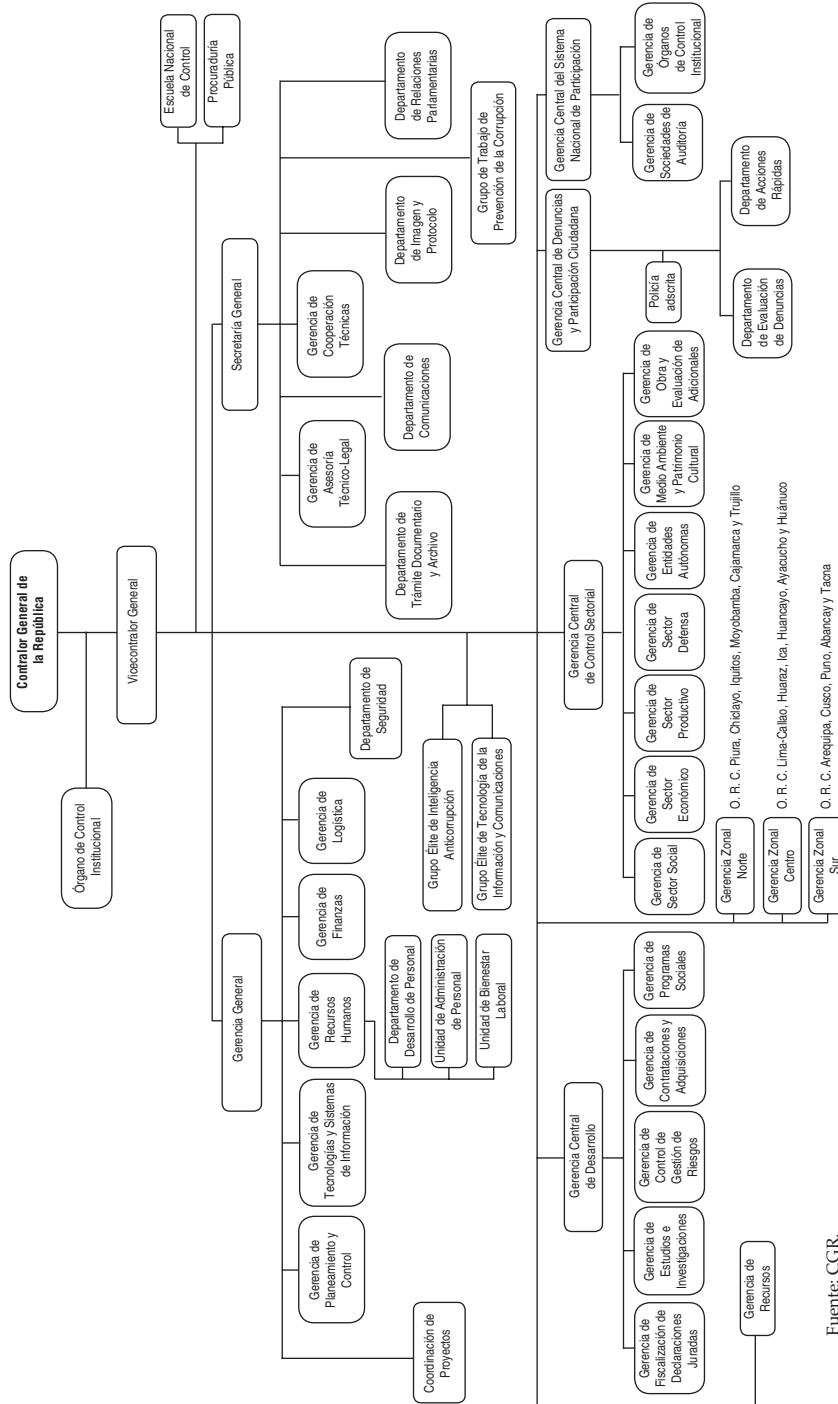 Contralor General de
la República
Órgano de Control
Institucional
Vicecontralor General
Escuela Nacional
de Control
Procuraduría
Pública
Gerencia General
Secretaría General
Coordinación de
Proyectos
Gerencia de
Planeamiento y
Control
Gerencia de
Tecnologías y Sistemas
de Información
Gerencia de
Recursos
Humanos
Gerencia de
Finanzas
Gerencia de
Logística
Departamento de
Seguridad
Departamento de
Desarrollo de Personal
Unidad de Administración
de Personal
Unidad de Bienestar
Laboral
Grupo Élite de Inteligencia
Anticorrupción
Grupo Élite de Tecnología de la
Información y Comunicaciones
Departamento de
Trámite Documentario
y Archivo
Gerencia de
Asesoría
Técnico-Legal
Departamento de
Comunicaciones
Gerencia de
Cooperación
Técnicas
Departamento
de Imagen y
Protocolo
Grupo de Trabajo de
Prevención de la Corrupción
Departamento
de Relaciones
Parlamentarias
Gerencia Central
de Desarrollo
Gerencia Central
de Control Sectorial
Gerencia Central de Denuncias
y Participación Ciudadana
Gerencia Central del Sistema
Nacional de Participación
Gerencia de
Fiscalización de
Declaraciones
Juradas
Gerencia de
Estudios e
Investigaciones
Gerencia de
Control de
Gestión de
Riesgos
Gerencia de
Contrataciones y
Adquisiciones
Gerencia de
Programas
Sociales
Gerencia de
Sector Social
Gerencia de
Sector
Económico
Gerencia de
Sector
Productivo
Gerencia de
Sector
Defensa
Gerencia de
Entidades
Autónomas
Gerencia de
Medio Ambiente
y Patrimonio
Cultural
Gerencia de
Obra y
Evaluación de
Adicionales
Policía
adscrita
Departamento
de Evaluación
de Denuncias
Departamento
de Acciones
Rápidas
Gerencia de
Sociedades de
Auditoría
Gerencia de
Órganos
de Control
Institucional
Gerencia de
Recursos
Gerencia Zonal
Norte
O. R. C. Piura, Chiclayo, Iquitos, Moyobamba, Cajamarca y Trujillo
Gerencia Zonal
Centro
O. R. C. Lima-Callao, Huaraz, Ica, Huancayo, Ayacucho y Huánuco
Gerencia Zonal
Sur
O. R. C. Arequipa, Cusco, Puno, Abancay y Tacna
Fuente: CGR.